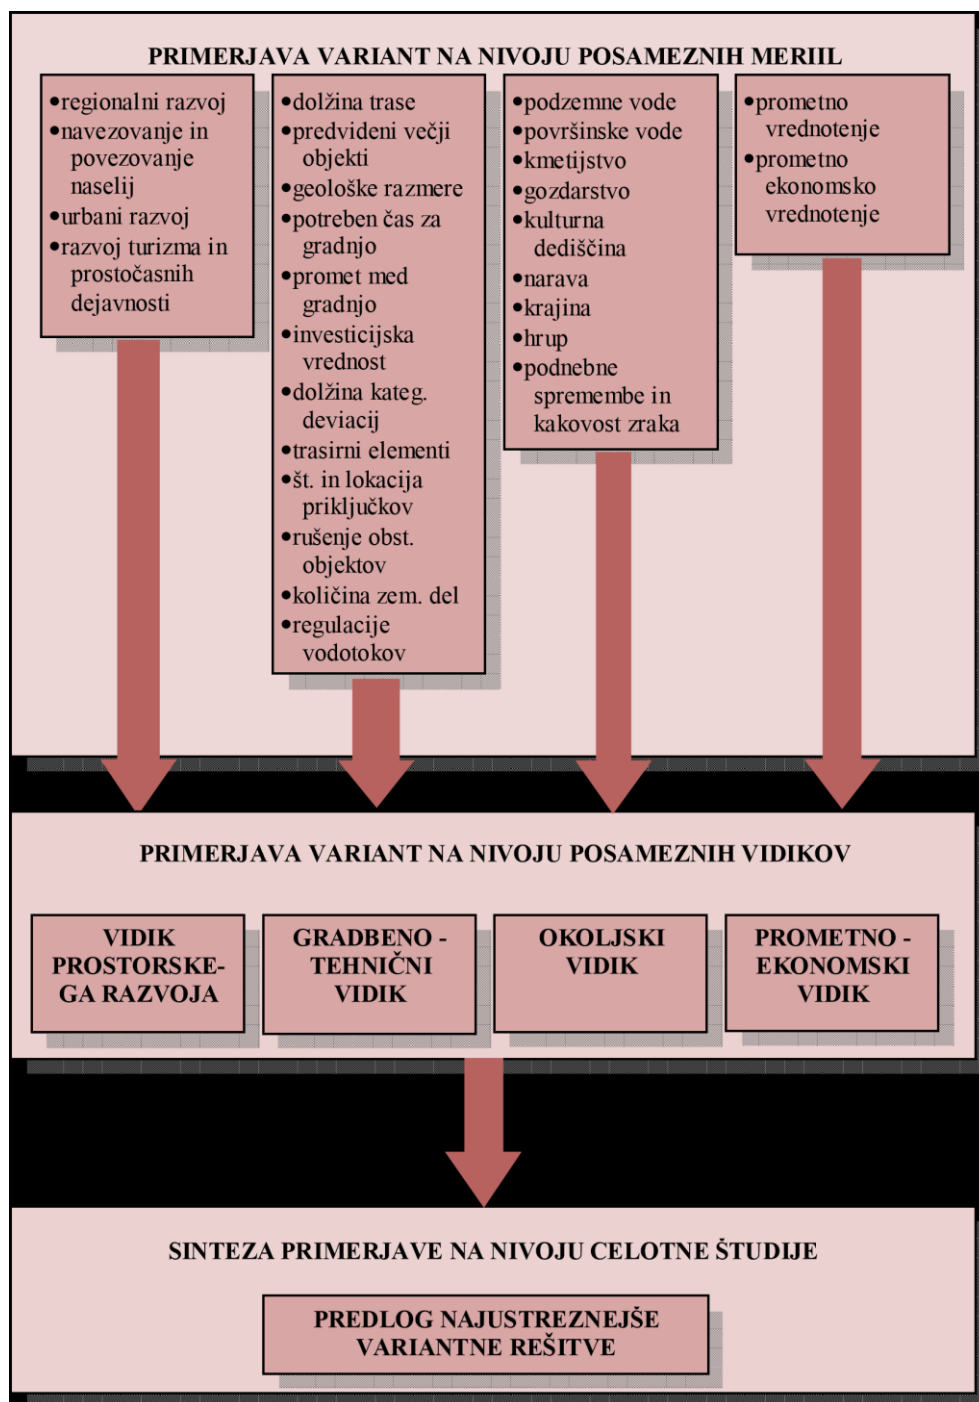 PRIMERJAVA VARIANT NA NIVOJU POSAMEZNIH MERIIL
•regionalni razvoj
•navezovanje in
povezovanje
naselij
•urbani razvoj
•razvoj turizma in
prostočasnih
dejavnosti
•dolžina trase
•predvideni večji
objekti
•geološke razmere
•potreben čas za
gradnjo
•promet med
gradnjo
•investicijska
vrednost
•dolžina kateg.
deviacij
•trasirni elementi
•št. in lokacija
priključkov
•rušenje obst.
objektov
•količina zem. del
•regulacije
vodotokov
•podzemne vode
•površinske vode
•kmetijstvo
•gozdarstvo
•kulturna
dediščina
•narava
•krajina
•hrup
•podnebne
spremembe in
kakovost zraka
•prometno
vrednotenje
•prometno
ekonomsko
vrednotenje
PRIMERJAVA VARIANT NA NIVOJU POSAMEZNIH VIDIKOV
VIDIK
PROSTORSKE-
GA RAZVOJA
GRADBENO -
TEHNIČNI
VIDIK
OKOLJSKI
VIDIK
PROMETNO -
EKONOMSKI
VIDIK
SINTEZA PRIMERJAVE NA NIVOJU CELOTNE ŠTUDIJE
PREDLOG NAJUSTREZNEJŠE
VARIANTNE REŠITVE